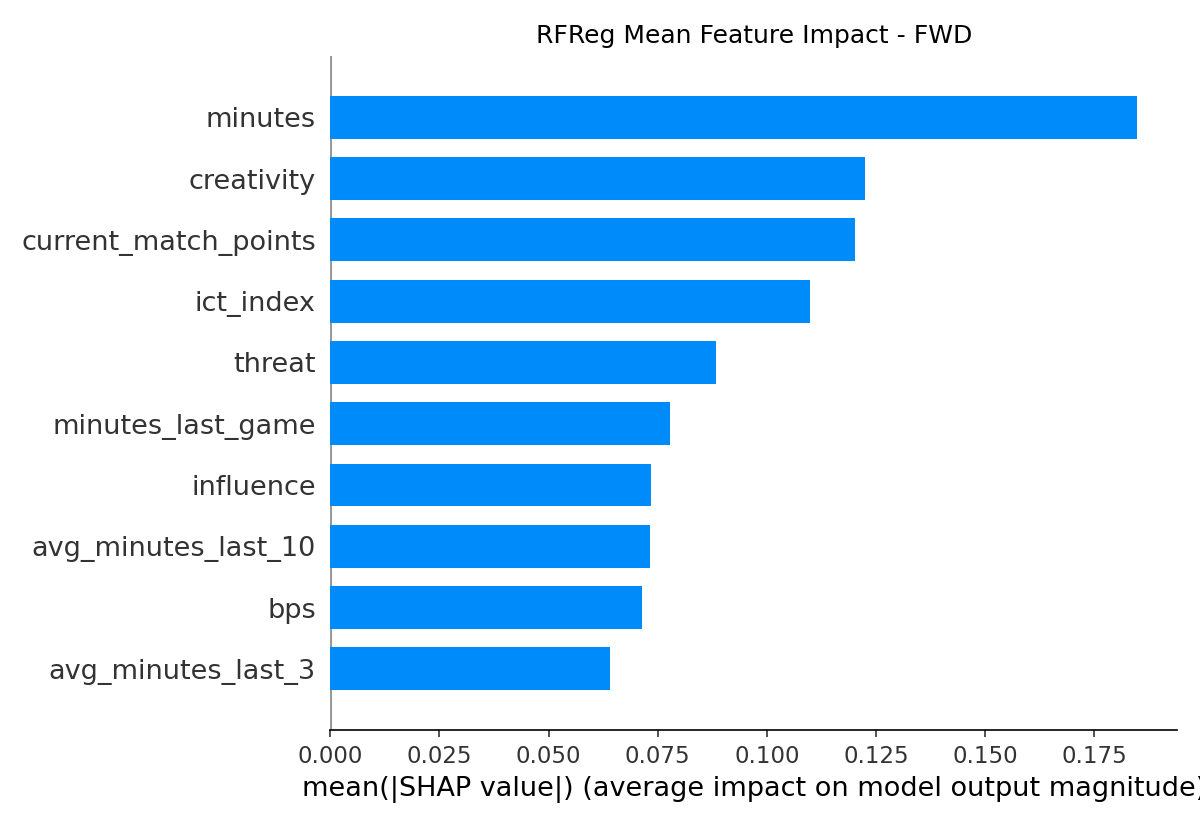 RFReg Mean Feature Impact - FWD
minutes
creativity
current_match_points
ict_index
threat
minutes_last_game
influence
avg_minutes_last_10
bps
avg_minutes_last_3
0.000 0.025 0.050 0.075 0.100 0.125 0.150 0.175
mean(|SHAP value|) (average impact on model output magnitude)